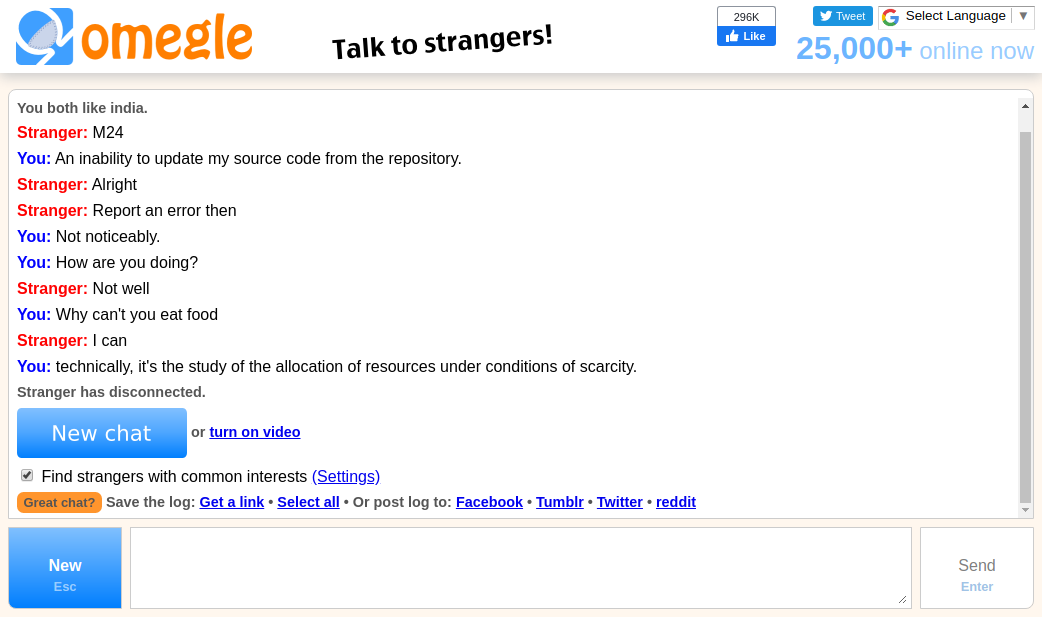 omegle
Talk to strangers!
296K
Like
Tweet
Select Language ▼
25,000+ online now
You both like india.
Stranger: M24
You: An inability to update my source code from the repository.
Stranger: Alright
Stranger: Report an error then
You: Not noticeably.
You: How are you doing?
Stranger: Not well
You: Why can't you eat food
Stranger: I can
You: technically, it's the study of the allocation of resources under conditions of scarcity.
Stranger has disconnected.
New chat or turn on video
Find strangers with common interests (Settings)
Great chat? Save the log: Get a link • Select all • Or post log to: Facebook • Tumblr • Twitter • reddit
New
Esc
Send
Enter